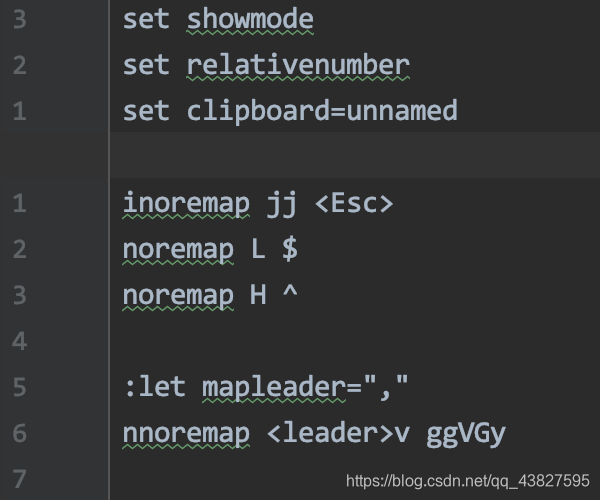 3 set showmode
2 set relativenumber
1 set clipboard=unnamed
1 inoremap jj <Esc>
2 noremap L $
3 noremap H ^
4
5 :let mapleader=","
6 nnoremap <leader>v ggVGy
7
https://blog.csdn.net/qq_43827595